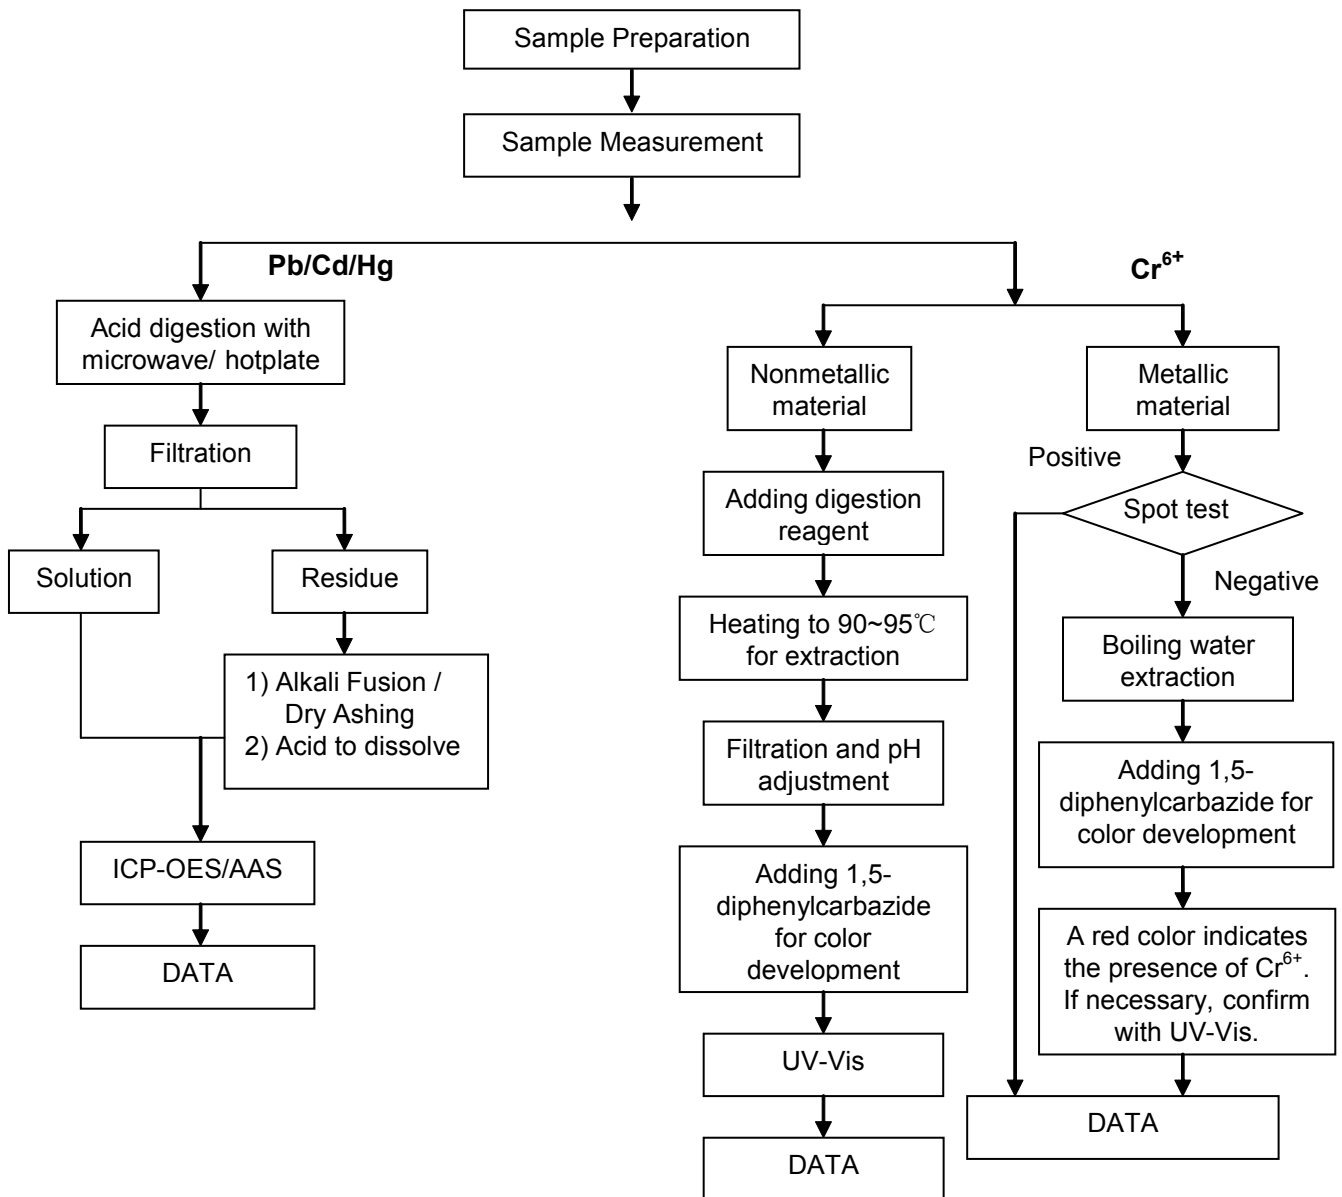 Sample Preparation
Sample Measurement
Pb/Cd/Hg
Acid digestion with
microwave/ hotplate
Filtration
Solution
Residue
1) Alkali Fusion /
Dry Ashing
2) Acid to dissolve
ICP-OES/AAS
DATA
Cr⁶⁺
Nonmetallic
material
Adding digestion
reagent
Heating to 90~95℃
for extraction
Filtration and pH
adjustment
Adding 1,5-
diphenylcarbazide
for color
development
UV-Vis
DATA
Metallic
material
Positive
Spot test
Negative
Boiling water
extraction
Adding 1,5-
diphenylcarbazide for
color development
A red color indicates
the presence of Cr⁶⁺.
If necessary, confirm
with UV-Vis.
DATA